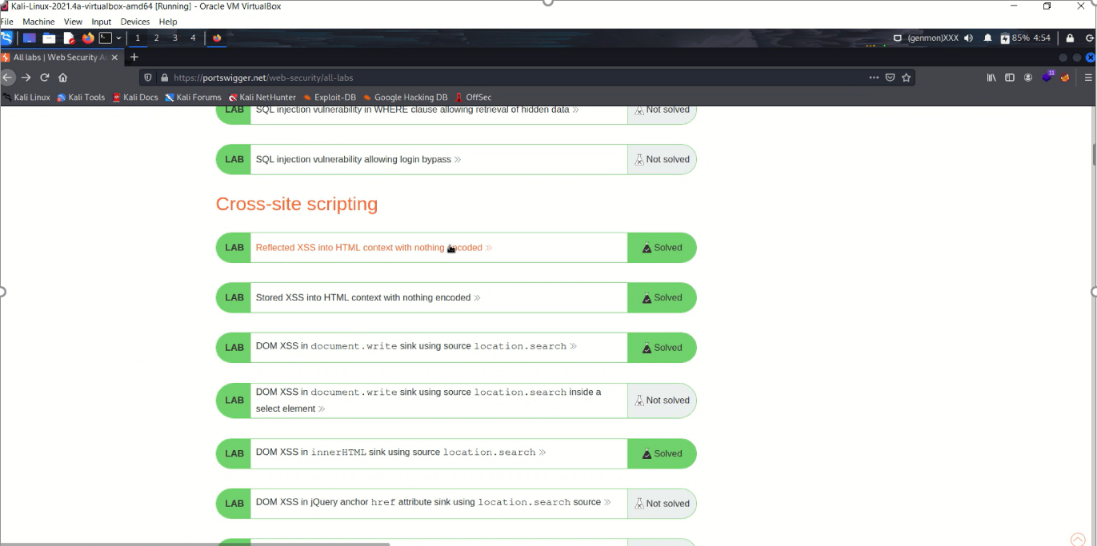 Kali-Linux-2021.4a-virtualbox-amd64 [Running] - Oracle VM VirtualBox
File Machine View Input Devices Help
1 2 3 4 (genmon)XXX 85% 4:54
All labs | Web Security A
https://portswigger.net/web-security/all-labs
Kali Linux Kali Tools Kali Docs Kali Forums Kali NetHunter Exploit-DB Google Hacking DB OffSec
LAB SQL injection vulnerability in WHERE clause allowing retrieval of hidden data » Not solved
LAB SQL injection vulnerability allowing login bypass » Not solved
Cross-site scripting
LAB Reflected XSS into HTML context with nothing encoded » Solved
LAB Stored XSS into HTML context with nothing encoded » Solved
LAB DOM XSS in document.write sink using source location.search » Solved
LAB DOM XSS in document.write sink using source location.search inside a
select element » Not solved
LAB DOM XSS in innerHTML sink using source location.search » Solved
LAB DOM XSS in jQuery anchor href attribute sink using location.search source » Not solved